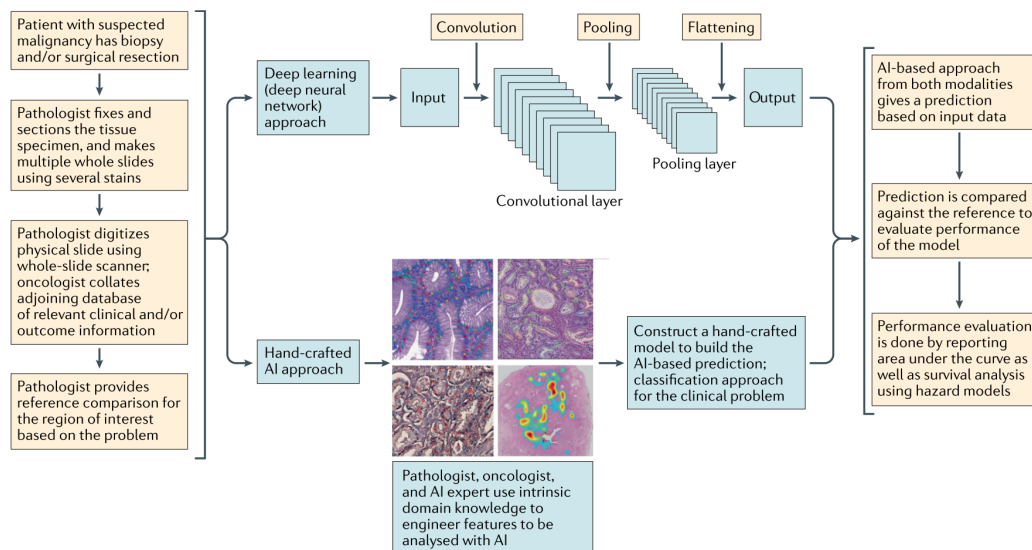 Patient with suspected
malignancy has biopsy
and/or surgical resection
Pathologist fixes and
sections the tissue
specimen, and makes
multiple whole slides
using several stains
Pathologist digitizes
physical slide using
whole-slide scanner;
oncologist collates
adjoining database
of relevant clinical and/or
outcome information
Pathologist provides
reference comparison for
the region of interest
based on the problem
Deep learning
(deep neural
network)
approach
Input
Convolution
Convolutional layer
Pooling
Pooling layer
Flattening
Output
Hand-crafted
AI approach
Pathologist, oncologist,
and AI expert use intrinsic
domain knowledge to
engineer features to be
analysed with AI
Construct a hand-crafted
model to build the
AI-based prediction;
classification approach
for the clinical problem
AI-based approach
from both modalities
gives a prediction
based on input data
Prediction is compared
against the reference to
evaluate performance
of the model
Performance evaluation
is done by reporting
area under the curve as
well as survival analysis
using hazard models